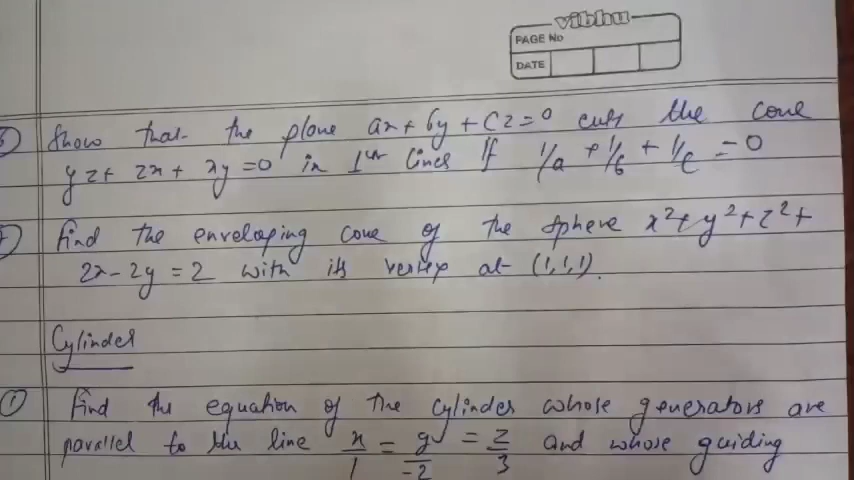 vibhu
PAGE No
DATE
6) Show that the plane ax + by + cz = 0 cuts the cone
yz + zx + xy = 0 in 1ar lines if 1/a + 1/b + 1/c = 0
Find the enveloping cone of the sphere x² + y² + z² +
2x - 2y = 2 with its vertex at (1,1,1).
Cylinder
① Find the equation of the cylinder whose generators are
parallel to the line x/1 = y/-2 = z/3 and whose guiding